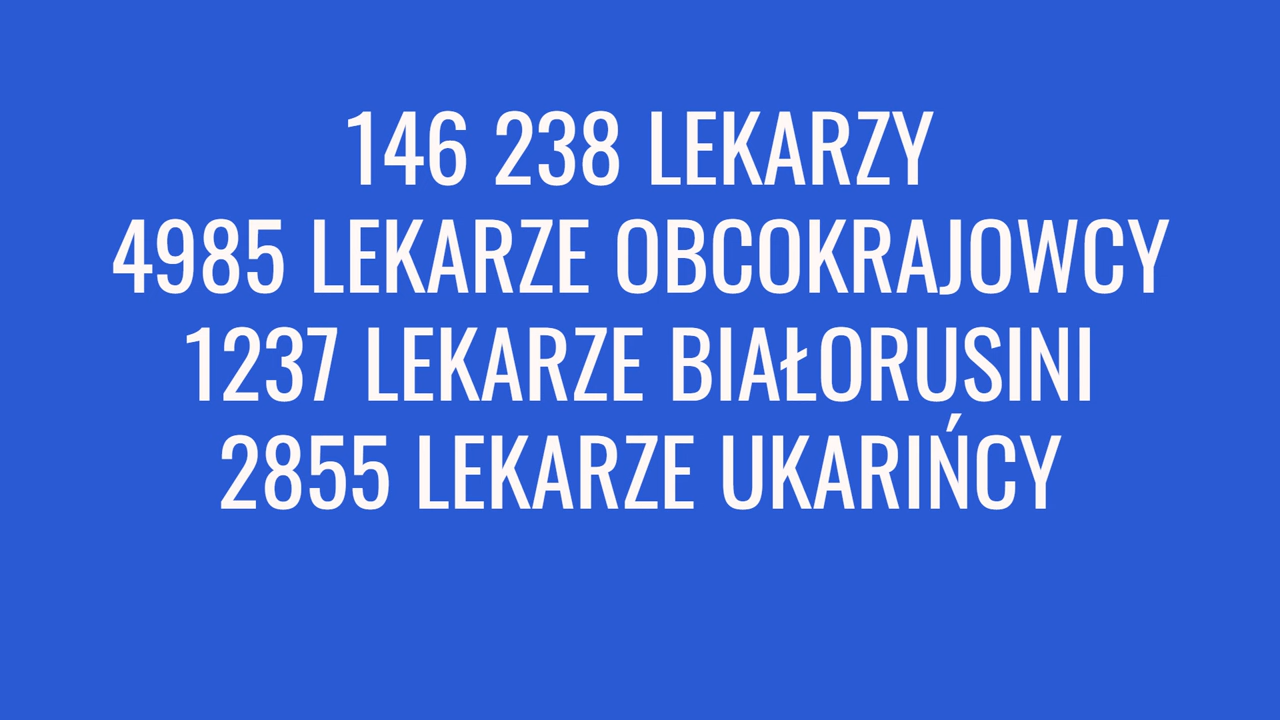 146 238 LEKARZY
4985 LEKARZE OBCOKRAJOWCY
1237 LEKARZE BIAŁORUSINI
2855 LEKARZE UKARIŃCY